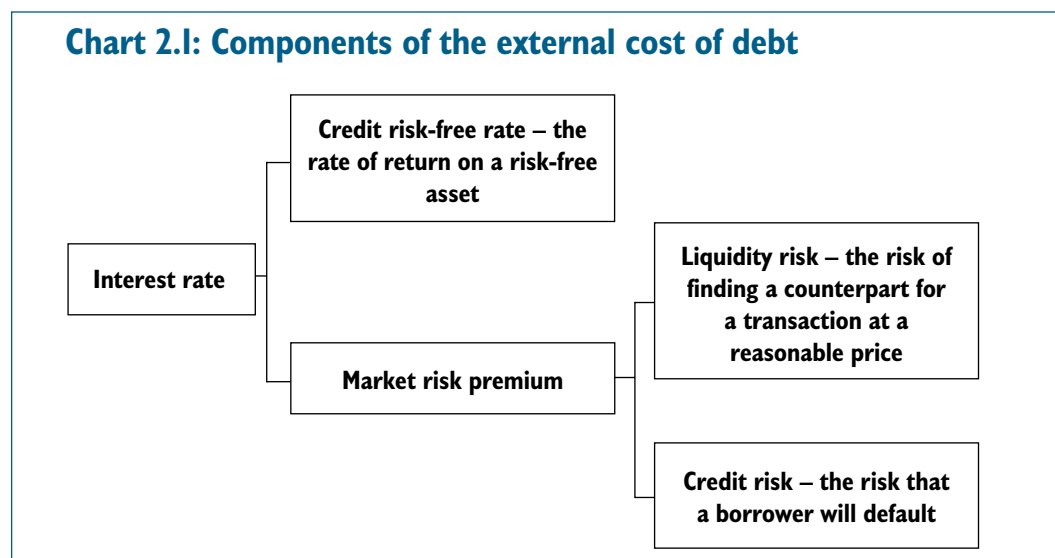 Chart 2.I: Components of the external cost of debt
Credit risk-free rate – the
rate of return on a risk-free
asset
Interest rate
Market risk premium
Liquidity risk – the risk of
finding a counterpart for
a transaction at a
reasonable price
Credit risk – the risk that
a borrower will default